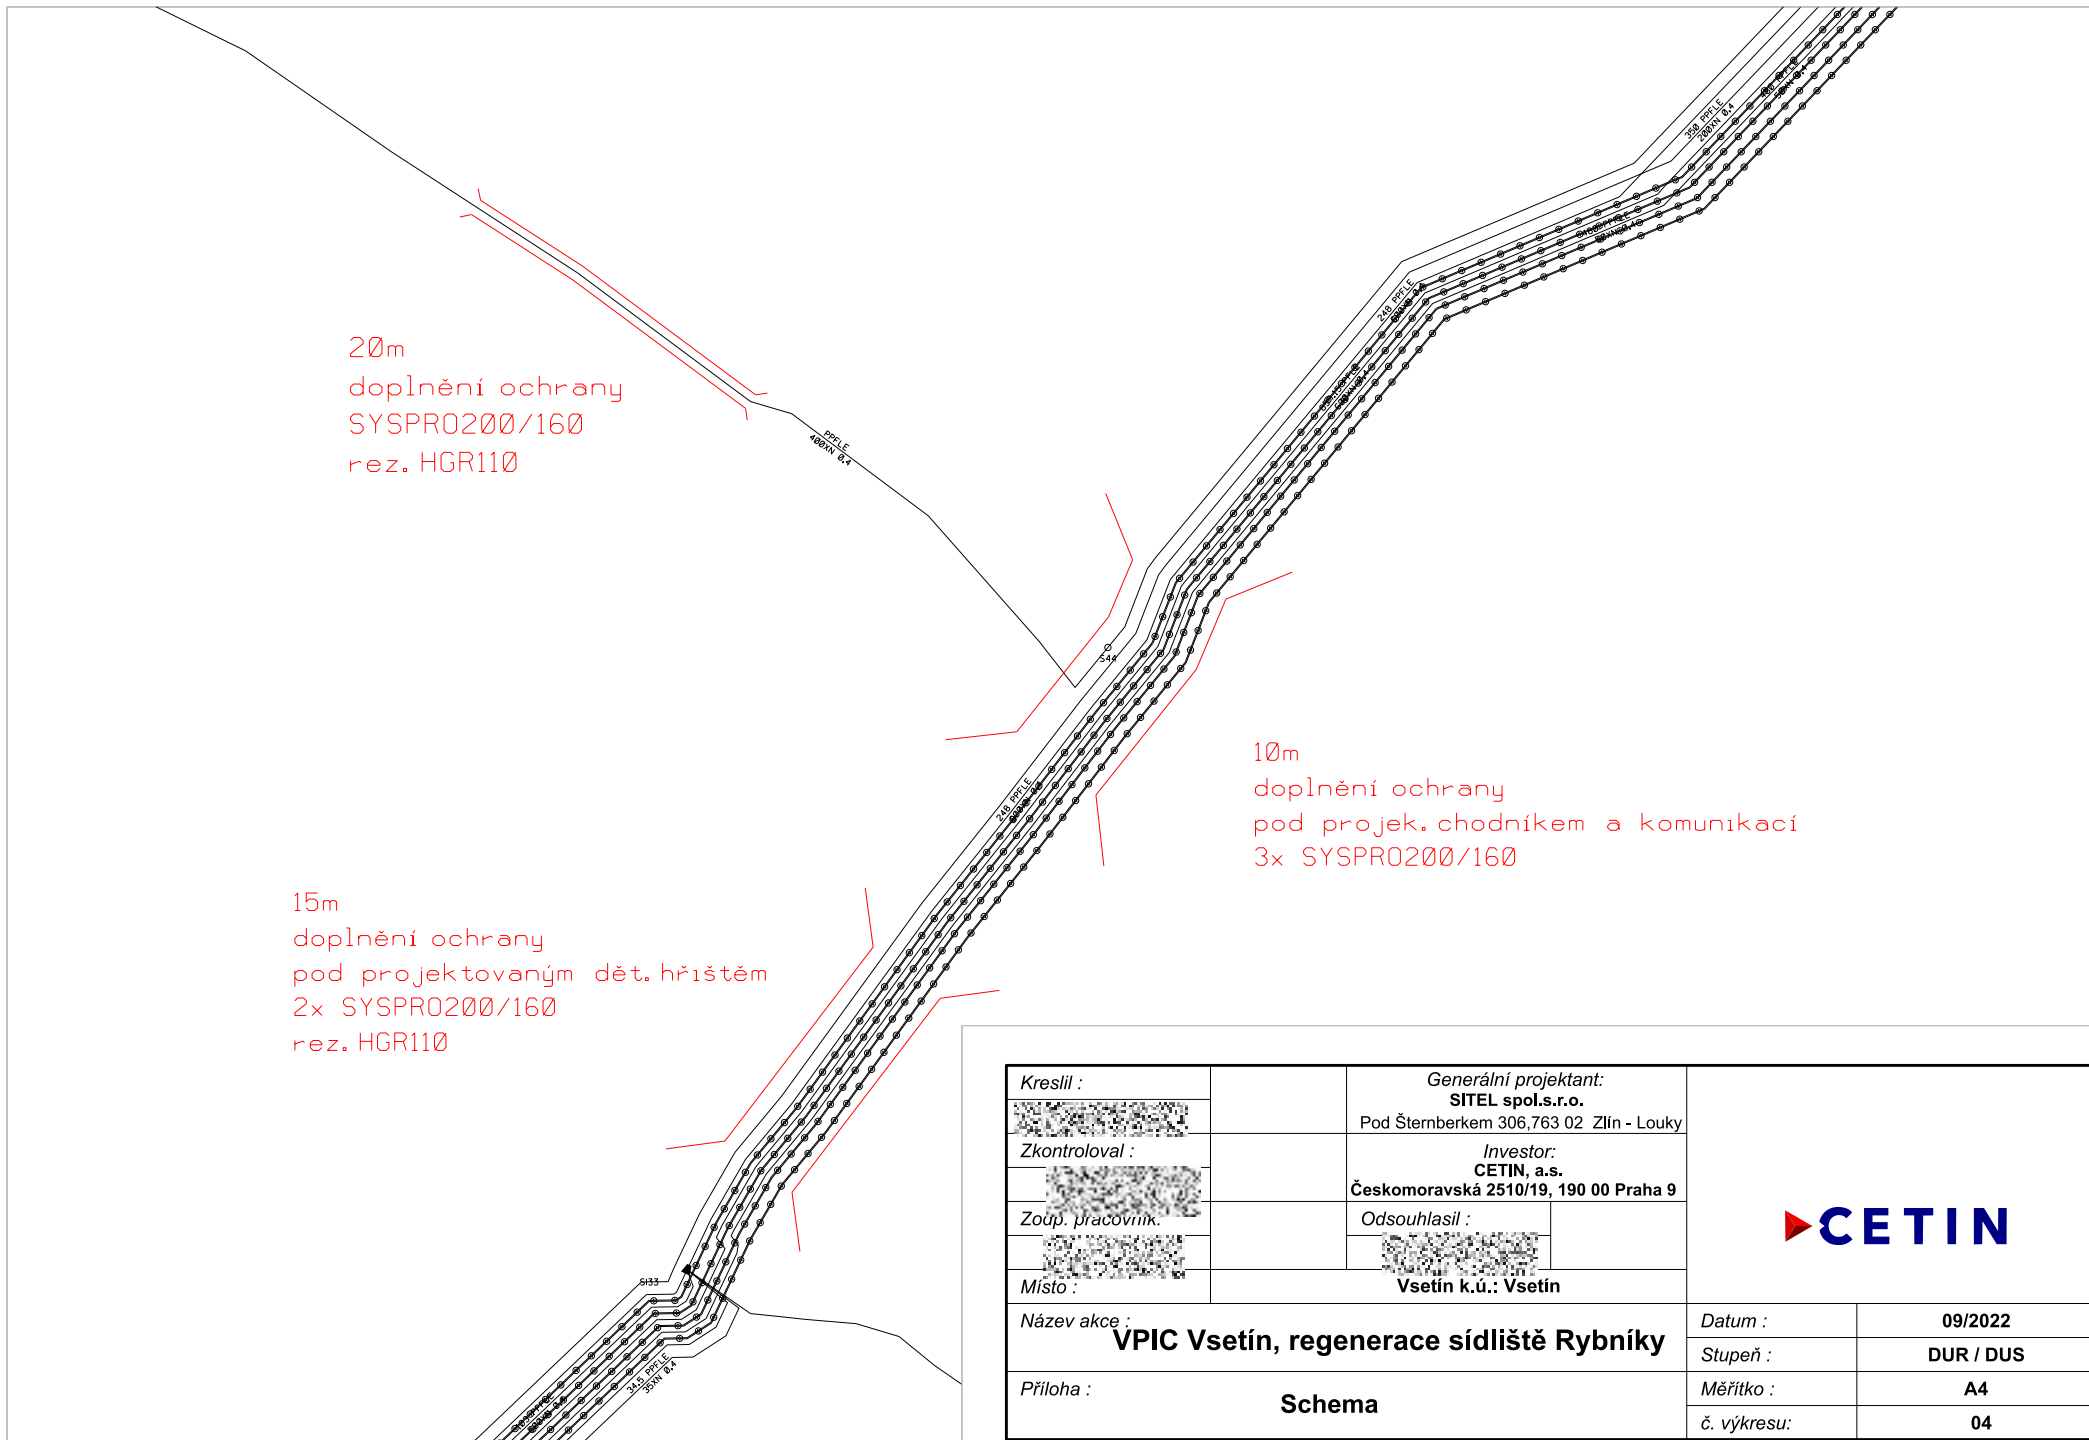 350 PPFLE
200XN 0.4
248 PPFLE
20m
doplnění ochrany
SYSPRO200/160
rez. HGR110
PPFLE
400XN 0.4
S44
248 PPFLE
10m
doplnění ochrany
pod projek. chodníkem a komunikací
3x SYSPRO200/160
15m
doplnění ochrany
pod projektovaným dět. hřištěm
2x SYSPRO200/160
rez. HGR110
S133
34.5 PPFLE
35XN 0.4
Kreslil :
Generální projektant:
SITEL spol.s.r.o.
Pod Šternberkem 306,763 02 Zlín - Louky
Zkontroloval :
Investor:
CETIN, a.s.
Českomoravská 2510/19, 190 00 Praha 9
Zodp. pracovník:
Odsouhlasil :
CETIN
Místo :
Vsetín k.ú.: Vsetín
Název akce :
VPIC Vsetín, regenerace sídliště Rybníky
Datum :
09/2022
Stupeň :
DUR / DUS
Příloha :
Schema
Měřítko :
A4
č. výkresu:
04